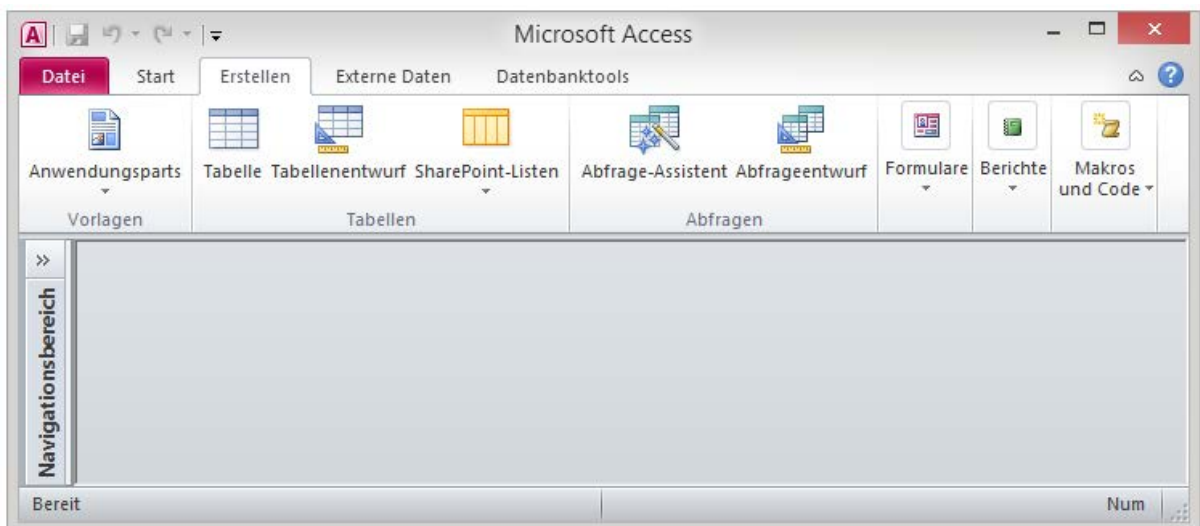 A
Microsoft Access
Datei Start Erstellen Externe Daten Datenbanktools
Anwendungsparts Tabelle Tabellenentwurf SharePoint-Listen Abfrage-Assistent Abfrageentwurf Formulare Berichte Makros
und Code
Vorlagen Tabellen Abfragen
Navigationsbereich
Bereit Num